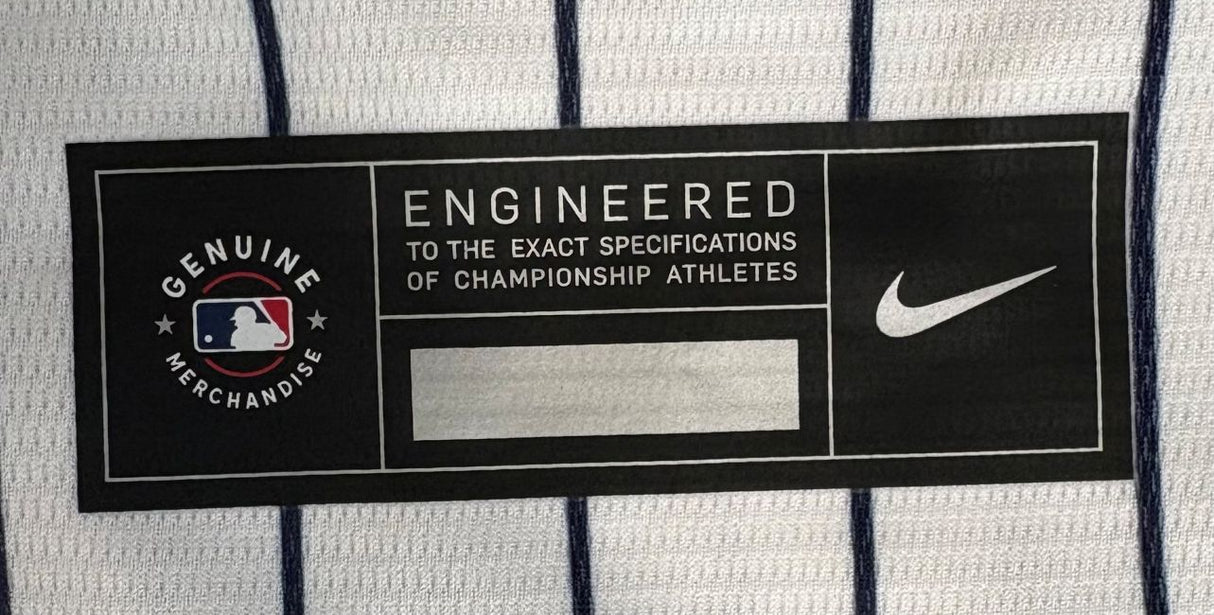 GENUINE
MERCHANDISE
ENGINEERED
TO THE EXACT SPECIFICATIONS
OF CHAMPIONSHIP ATHLETES